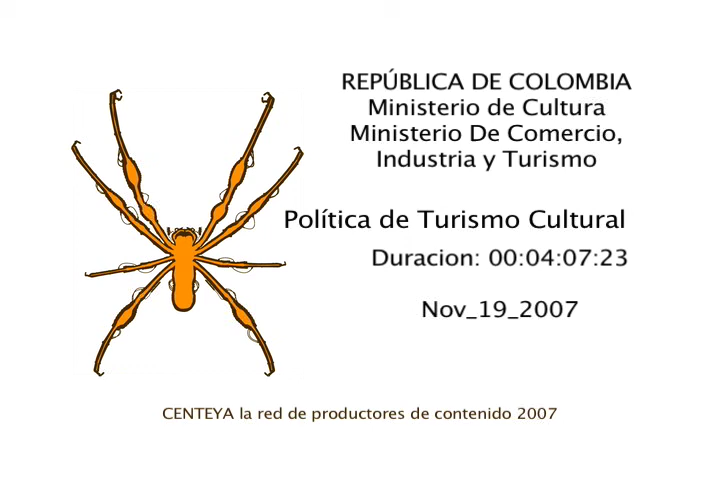 REPÚBLICA DE COLOMBIA
Ministerio de Cultura
Ministerio De Comercio,
Industria y Turismo
Política de Turismo Cultural
Duracion: 00:04:07:23
Nov_19_2007
CENTEYA la red de productores de contenido 2007